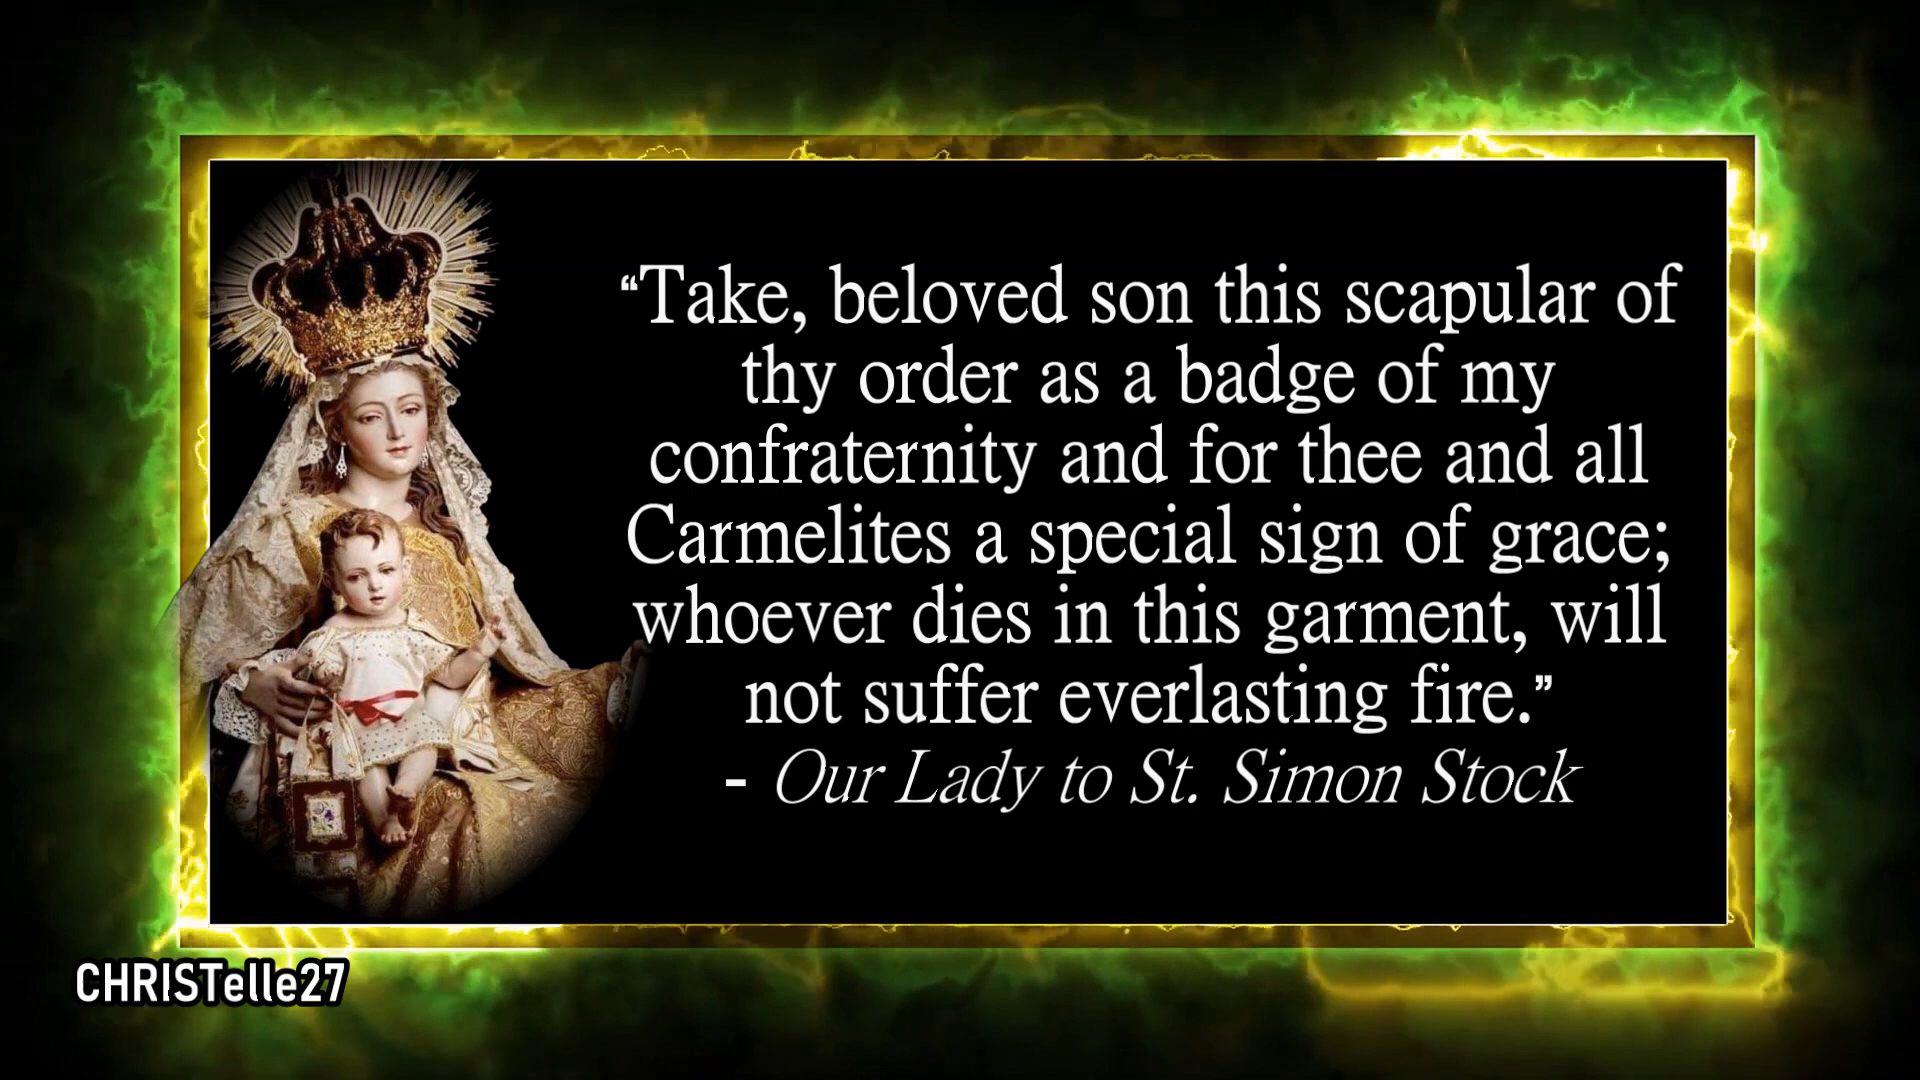 “Take, beloved son this scapular of
thy order as a badge of my
confraternity and for thee and all
Carmelites a special sign of grace;
whoever dies in this garment, will
not suffer everlasting fire.”
- Our Lady to St. Simon Stock
CHRISTelle27